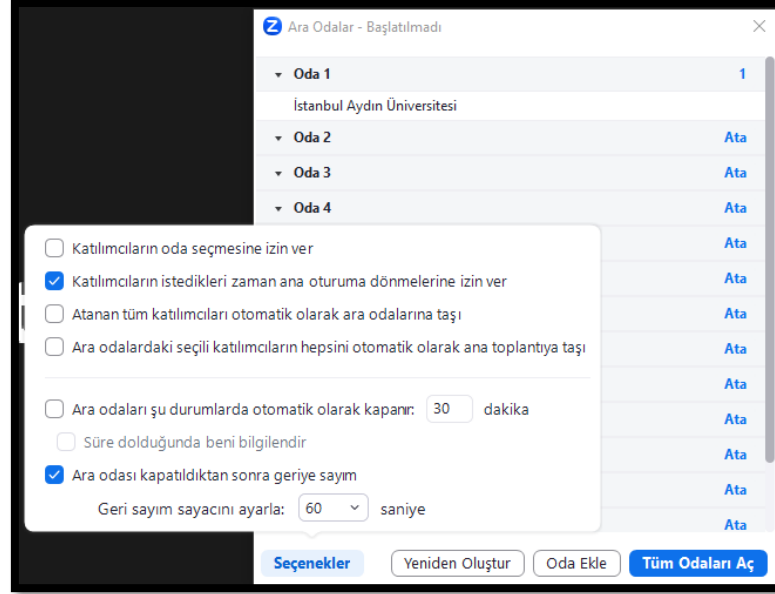 Ara Odalar - Başlatılmadı
Oda 1 1
İstanbul Aydın Üniversitesi
Oda 2 Ata
Oda 3 Ata
Oda 4 Ata
Ata
Katılımcıların oda seçmesine izin ver
Ata
Katılımcıların istedikleri zaman ana oturuma dönmelerine izin ver
Ata
Atanan tüm katılımcıları otomatik olarak ara odalarına taşı
Ata
Ara odalardaki seçili katılımcıların hepsini otomatik olarak ana toplantıya taşı
Ata
Ara odaları şu durumlarda otomatik olarak kapanır: 30 dakika
Ata
Süre dolduğunda beni bilgilendir
Ata
Ara odası kapatıldıktan sonra geriye sayım
Ata
Geri sayım sayacını ayarla: 60 saniye
Ata
Seçenekler Yeniden Oluştur Oda Ekle Tüm Odaları Aç